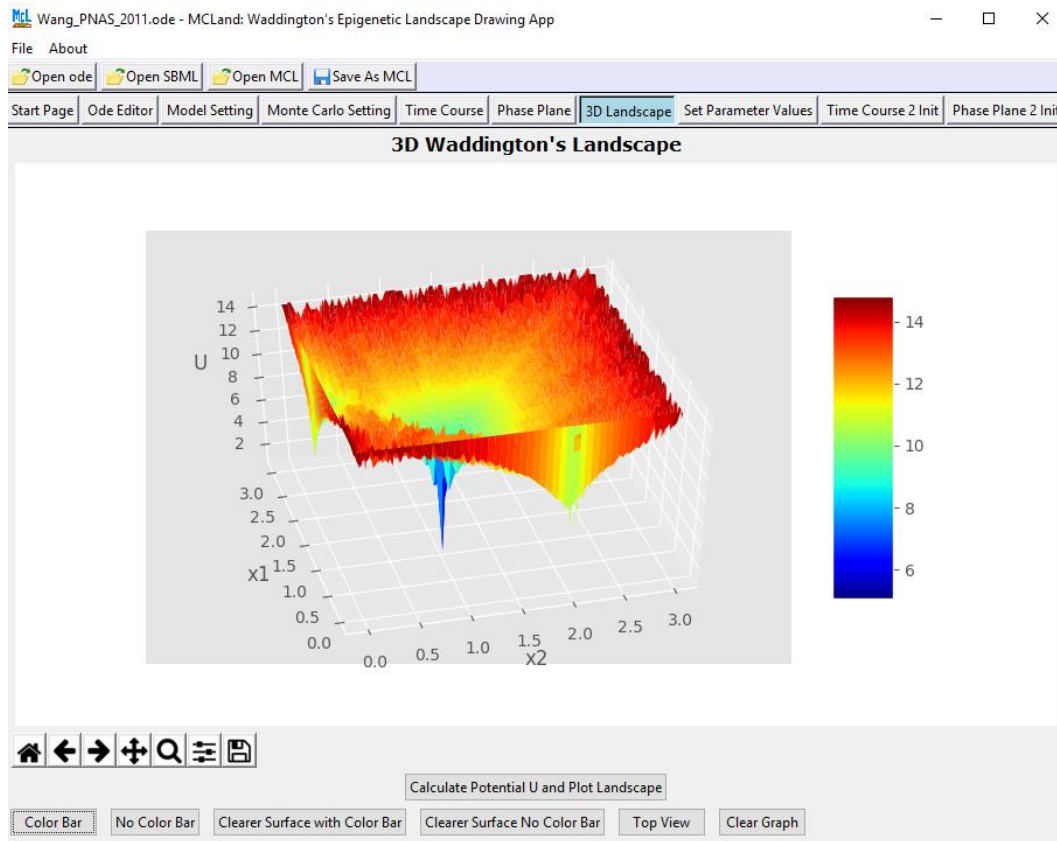 MCL Wang_PNAS_2011.ode - MCLand: Waddington's Epigenetic Landscape Drawing App
File About
Open ode Open SBML Open MCL Save As MCL
Start Page Ode Editor Model Setting Monte Carlo Setting Time Course Phase Plane 3D Landscape Set Parameter Values Time Course 2 Init Phase Plane 2 Ini
3D Waddington's Landscape
14
12
10
8
6
4
2
U
3.0
2.5
2.0
1.5
1.0
0.5
0.0
x1
0.0 0.5 1.0 1.5 2.0 2.5 3.0
x2
14
12
10
8
6
Calculate Potential U and Plot Landscape
Color Bar No Color Bar Clearer Surface with Color Bar Clearer Surface No Color Bar Top View Clear Graph